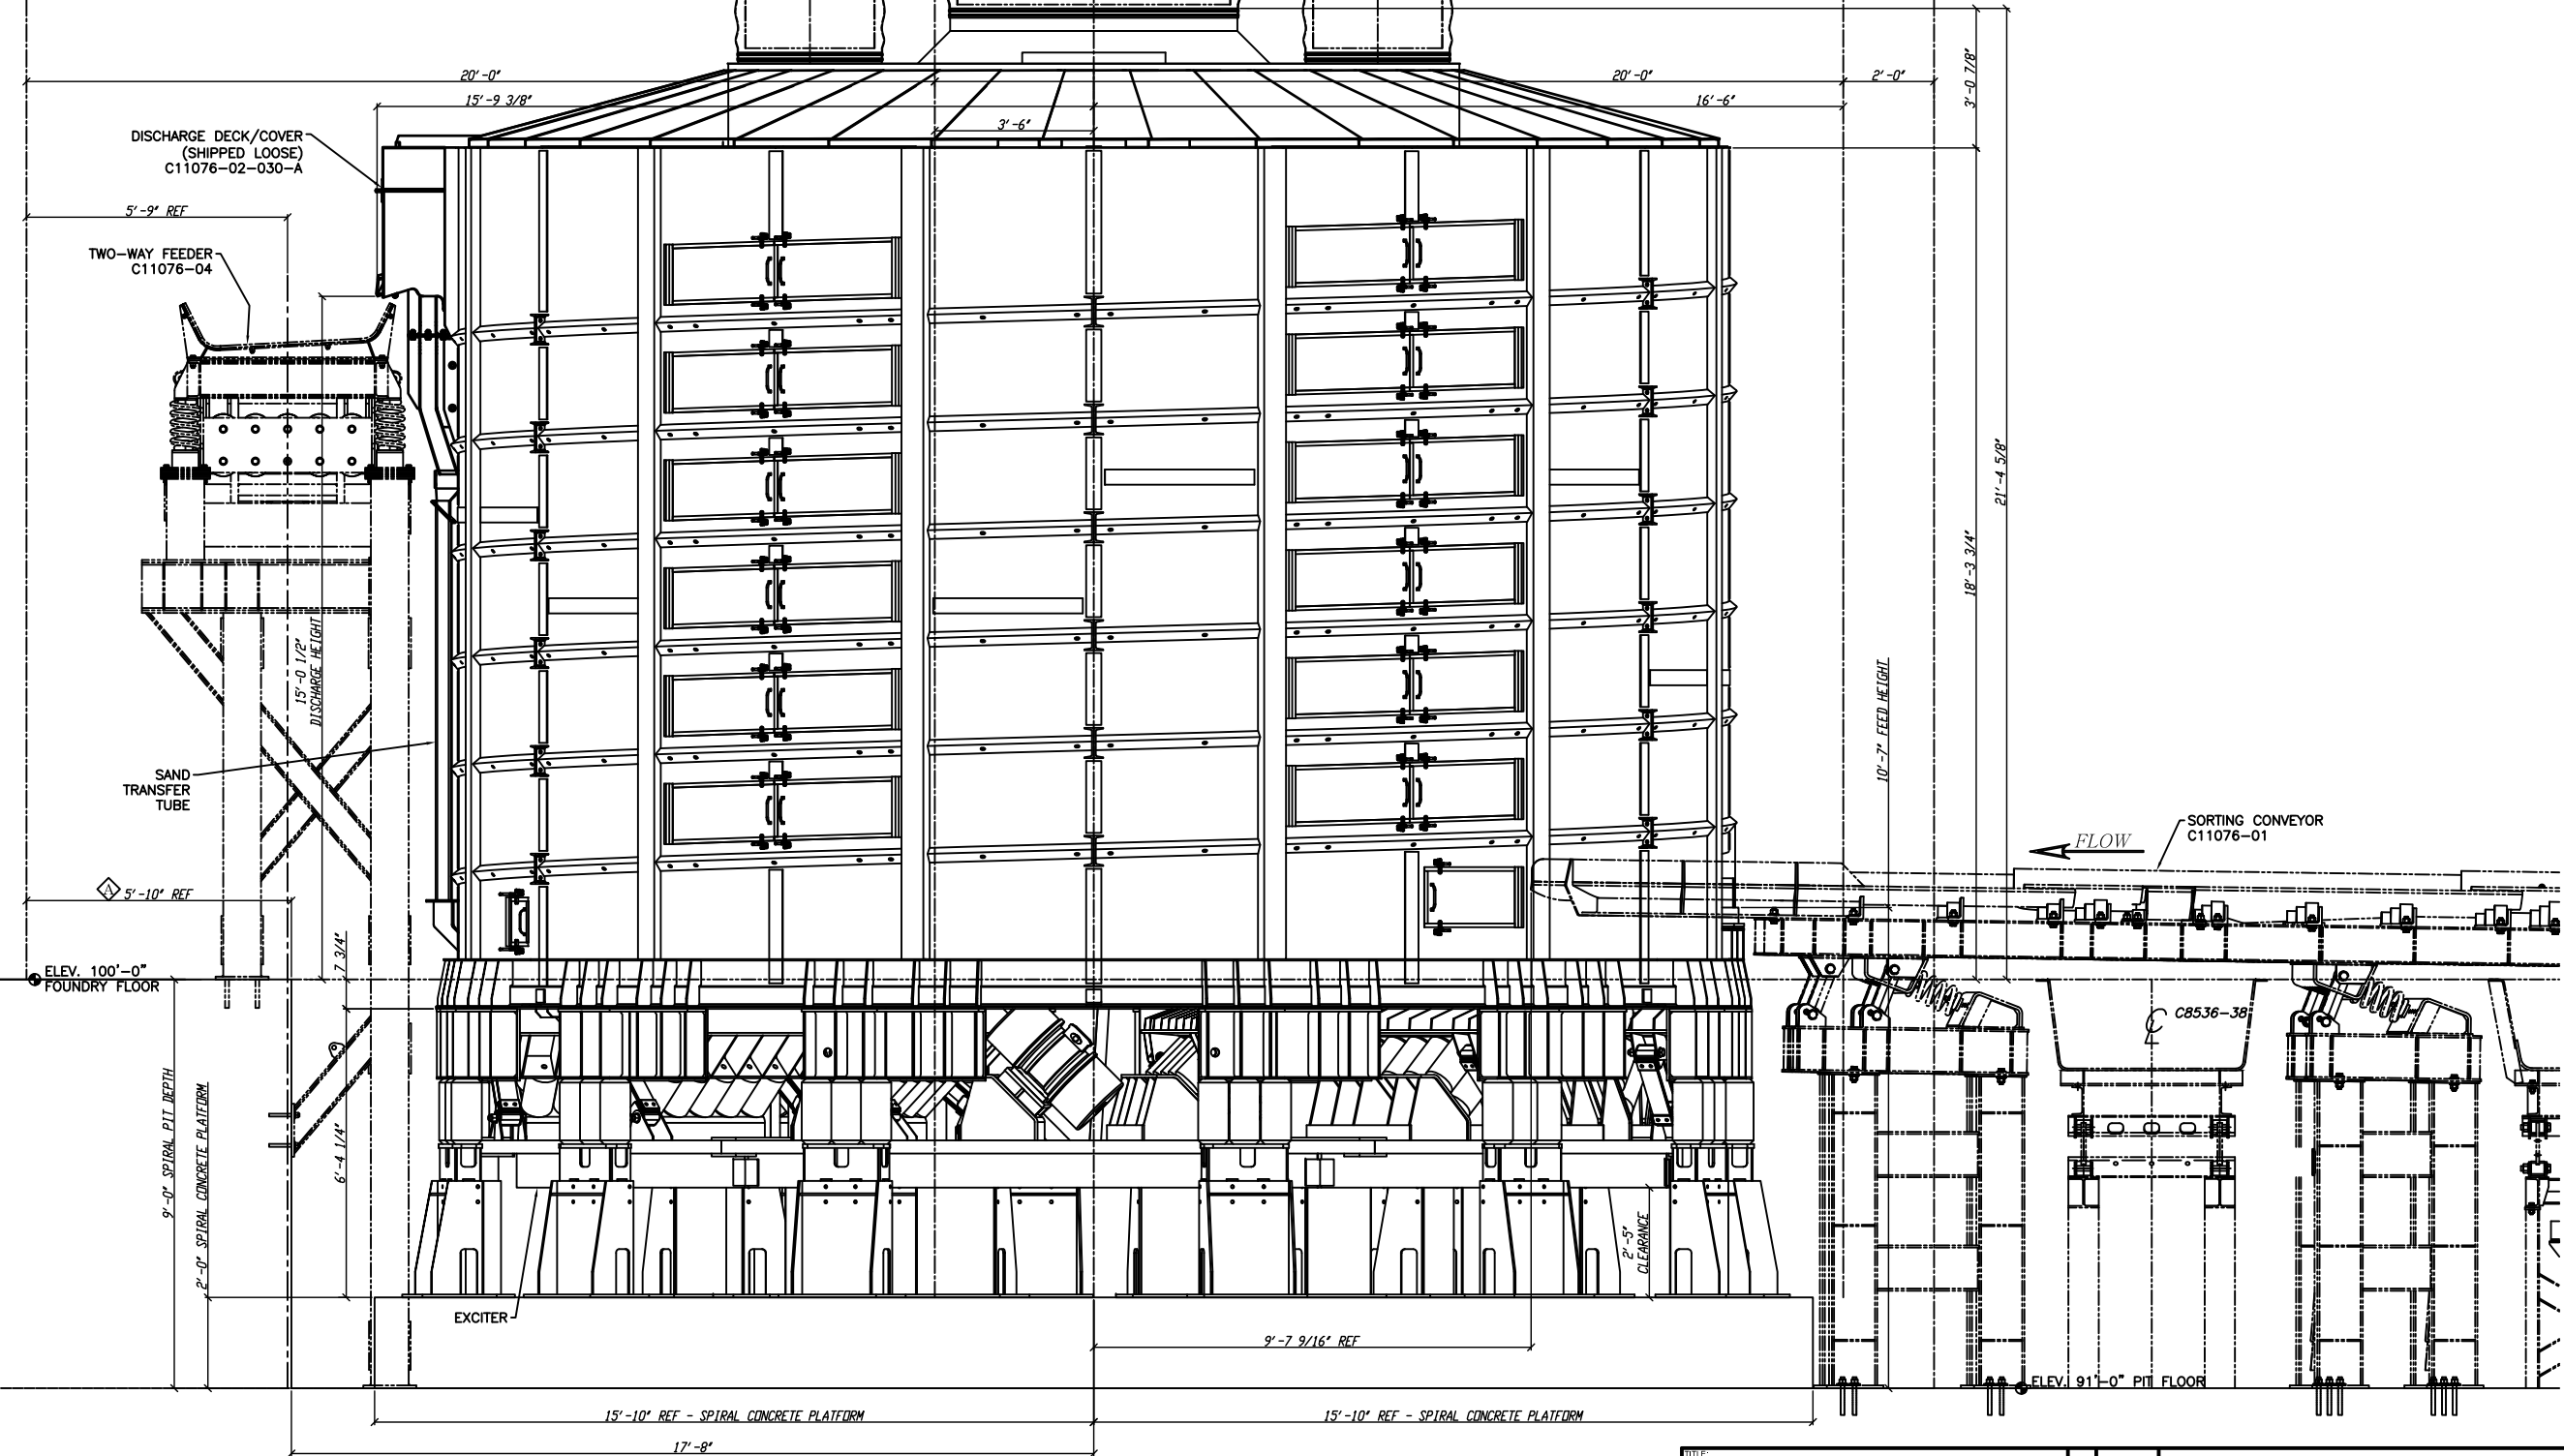 20'-0"
20'-0"
2'-0"
3'-0 7/8"
15'-9 3/8"
16'-6"
3'-6"
DISCHARGE DECK/COVER
(SHIPPED LOOSE)
C11076-02-030-A
5'-9" REF
TWO-WAY FEEDER
C11076-04
21'-4 5/8"
18'-3 3/4"
15'-0 1/2"
DISCHARGE HEIGHT
10'-7" FEED HEIGHT
SAND
TRANSFER
TUBE
SORTING CONVEYOR
C11076-01
FLOW
A
5'-10" REF
7 3/4"
ELEV. 100'-0"
FOUNDRY FLOOR
C8536-38
9'-0" SPIRAL PIT DEPTH
2'-0" SPIRAL CONCRETE PLATFORM
6'-4 1/4"
2'-5"
CLEARANCE
EXCITER
9'-7 9/16" REF
ELEV. 91'-0" PIT FLOOR
15'-10" REF - SPIRAL CONCRETE PLATFORM
15'-10" REF - SPIRAL CONCRETE PLATFORM
17'-8"
TITLE: